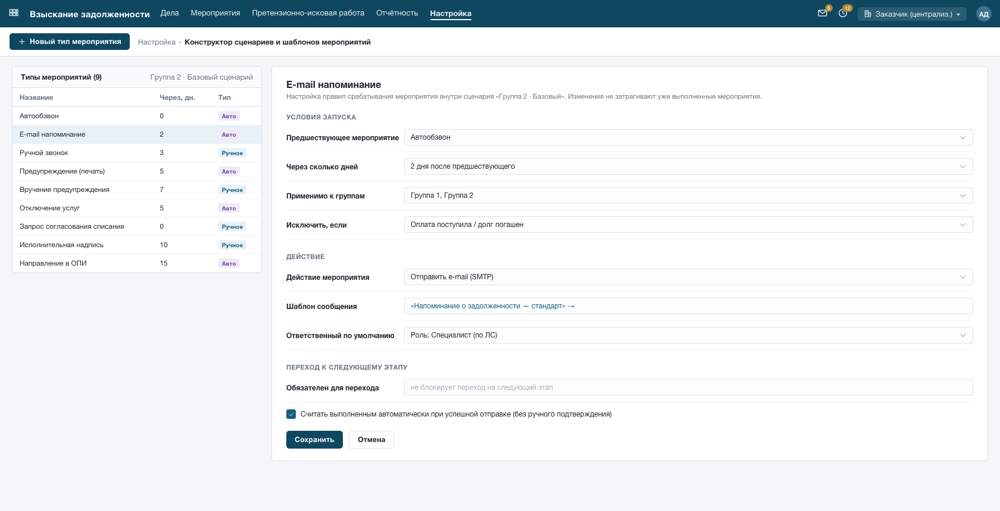 Взыскание задолженности Дела Мероприятия Претензионно-исковая работа Отчётность Настройка 5 12 Заказчик (централиз.) АД
+ Новый тип мероприятия Настройка › Конструктор сценариев и шаблонов мероприятий
Типы мероприятий (9) Группа 2 · Базовый сценарий
Название Через, дн. Тип
Автообзвон 0 Авто
E-mail напоминание 2 Авто
Ручной звонок 3 Ручное
Предупреждение (печать) 5 Авто
Вручение предупреждения 7 Ручное
Отключение услуг 5 Авто
Запрос согласования списания 0 Ручное
Исполнительная надпись 10 Ручное
Направление в ОПИ 15 Авто
E-mail напоминание
Настройка правил срабатывания мероприятия внутри сценария «Группа 2 · Базовый». Изменения не затрагивают уже выполненные мероприятия.
УСЛОВИЯ ЗАПУСКА
Предшествующее мероприятие Автообзвон
Через сколько дней 2 дня после предшествующего
Применимо к группам Группа 1, Группа 2
Исключить, если Оплата поступила / долг погашен
ДЕЙСТВИЕ
Действие мероприятия Отправить e-mail (SMTP)
Шаблон сообщения «Напоминание о задолженности — стандарт» →
Ответственный по умолчанию Роль: Специалист (по ЛС)
ПЕРЕХОД К СЛЕДУЮЩЕМУ ЭТАПУ
Обязателен для перехода не блокирует переход на следующий этап
Считать выполненным автоматически при успешной отправке (без ручного подтверждения)
Сохранить Отмена